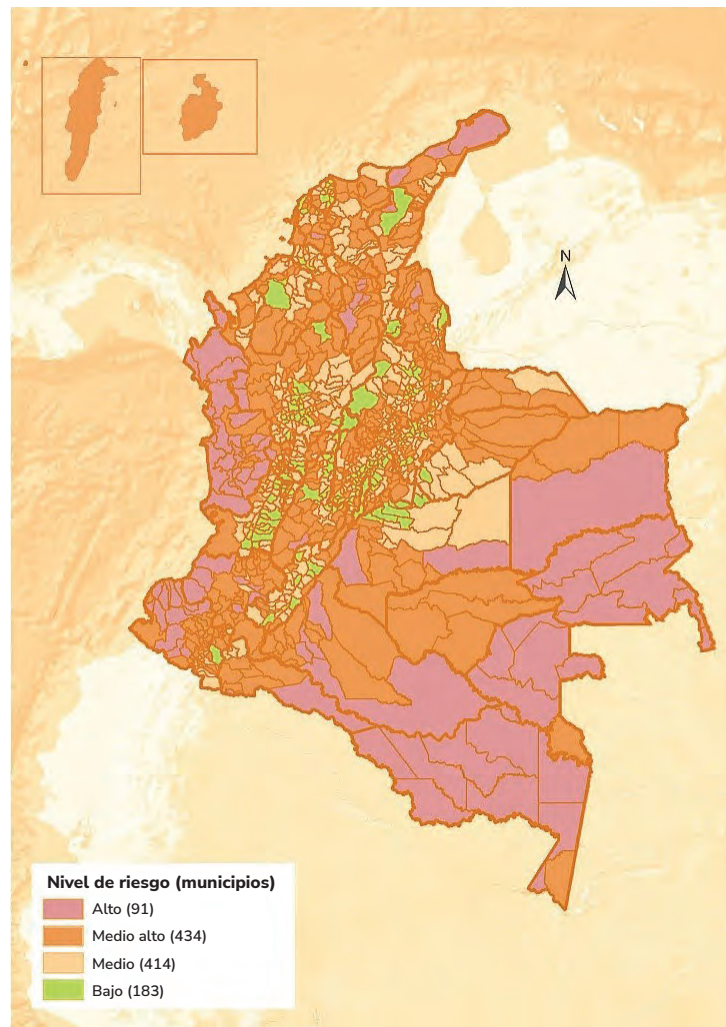 N
Nivel de riesgo (municipios)
Alto (91)
Medio alto (434)
Medio (414)
Bajo (183)